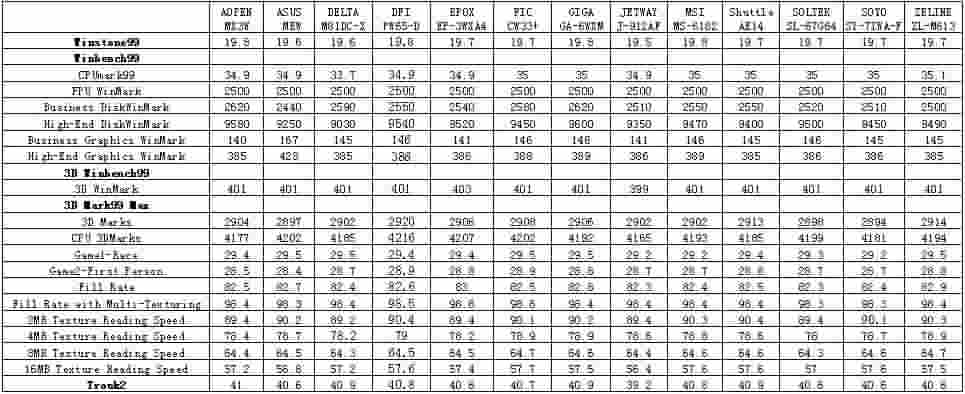 AOPEN ASUS DELTA DFI EPOX FIC GIGA JETWAY MSI Shuttle SOLTEK SOYO ZELINE
MX3W MEW M81DC-X PW65-D EP-3WXA4 CW33+ GA-6WXM J-912AF MS-6182 AE14 SL-67G64 SY-7IWA-F ZL-M613
Winstone99 19.8 19.6 19.6 19.8 19.7 19.7 19.8 19.5 19.8 19.7 19.7 19.7 19.7
Winbench99
CPUmark99 34.9 34.9 33.7 34.9 34.9 35 35 34.9 35 35 35 35 35.1
FPU WinMark 2500 2500 2500 2500 2500 2500 2500 2500 2500 2500 2500 2500 2500
Business DiskWinMark 2620 2440 2590 2550 2540 2580 2620 2510 2550 2550 2520 2510 2500
High-End DiskWinMark 9580 9250 9030 9540 9520 9450 9600 9350 9470 9400 9500 9450 9490
Business Graphics WinMark 140 167 145 146 141 146 146 141 146 145 146 145 145
High-End Graphics WinMark 385 423 385 388 386 388 389 386 389 385 386 386 385
3D Winbench99
3D WinMark 401 401 401 401 403 401 401 399 401 401 401 401 401
3D Mark99 Max
3D Marks 2904 2897 2902 2920 2906 2908 2906 2902 2902 2913 2898 2894 2914
CPU 3DMarks 4177 4202 4185 4216 4207 4202 4192 4165 4193 4185 4199 4181 4194
Game1-Race 29.4 29.5 29.5 29.4 29.4 29.5 29.5 29.2 29.2 29.4 29.3 29.2 29.5
Game2-First Person 28.5 28.4 28.7 28.9 28.8 28.9 28.8 28.7 28.7 28.8 28.6 28.7 28.8
Fill Rate 82.5 82.7 82.4 82.6 83 82.5 82.8 82.3 82.4 82.5 82.3 82.4 82.9
Fill Rate with Multi-Texturing 98.4 98.3 98.4 98.5 98.6 98.6 98.4 98.4 98.4 98.4 98.3 98.3 98.4
2MB Texture Reading Speed 89.4 90.2 89.2 90.4 89.4 90.1 90.2 89.4 90.3 90.4 89.4 90.1 90.3
4MB Texture Reading Speed 78.4 78.7 78.2 79 78.2 78.9 78.9 78.6 78.8 78.6 78 78.7 78.9
8MB Texture Reading Speed 64.4 64.5 64.3 64.5 64.5 64.7 64.6 64.4 64.6 64.6 64.3 64.6 64.7
16MB Texture Reading Speed 57.2 56.8 57.2 57.6 57.4 57.7 57.5 56.4 57.6 57.5 57 57.6 57.5
Tronk2 41 40.6 40.9 40.8 40.6 40.7 40.9 39.2 40.8 40.9 40.6 40.6 40.8